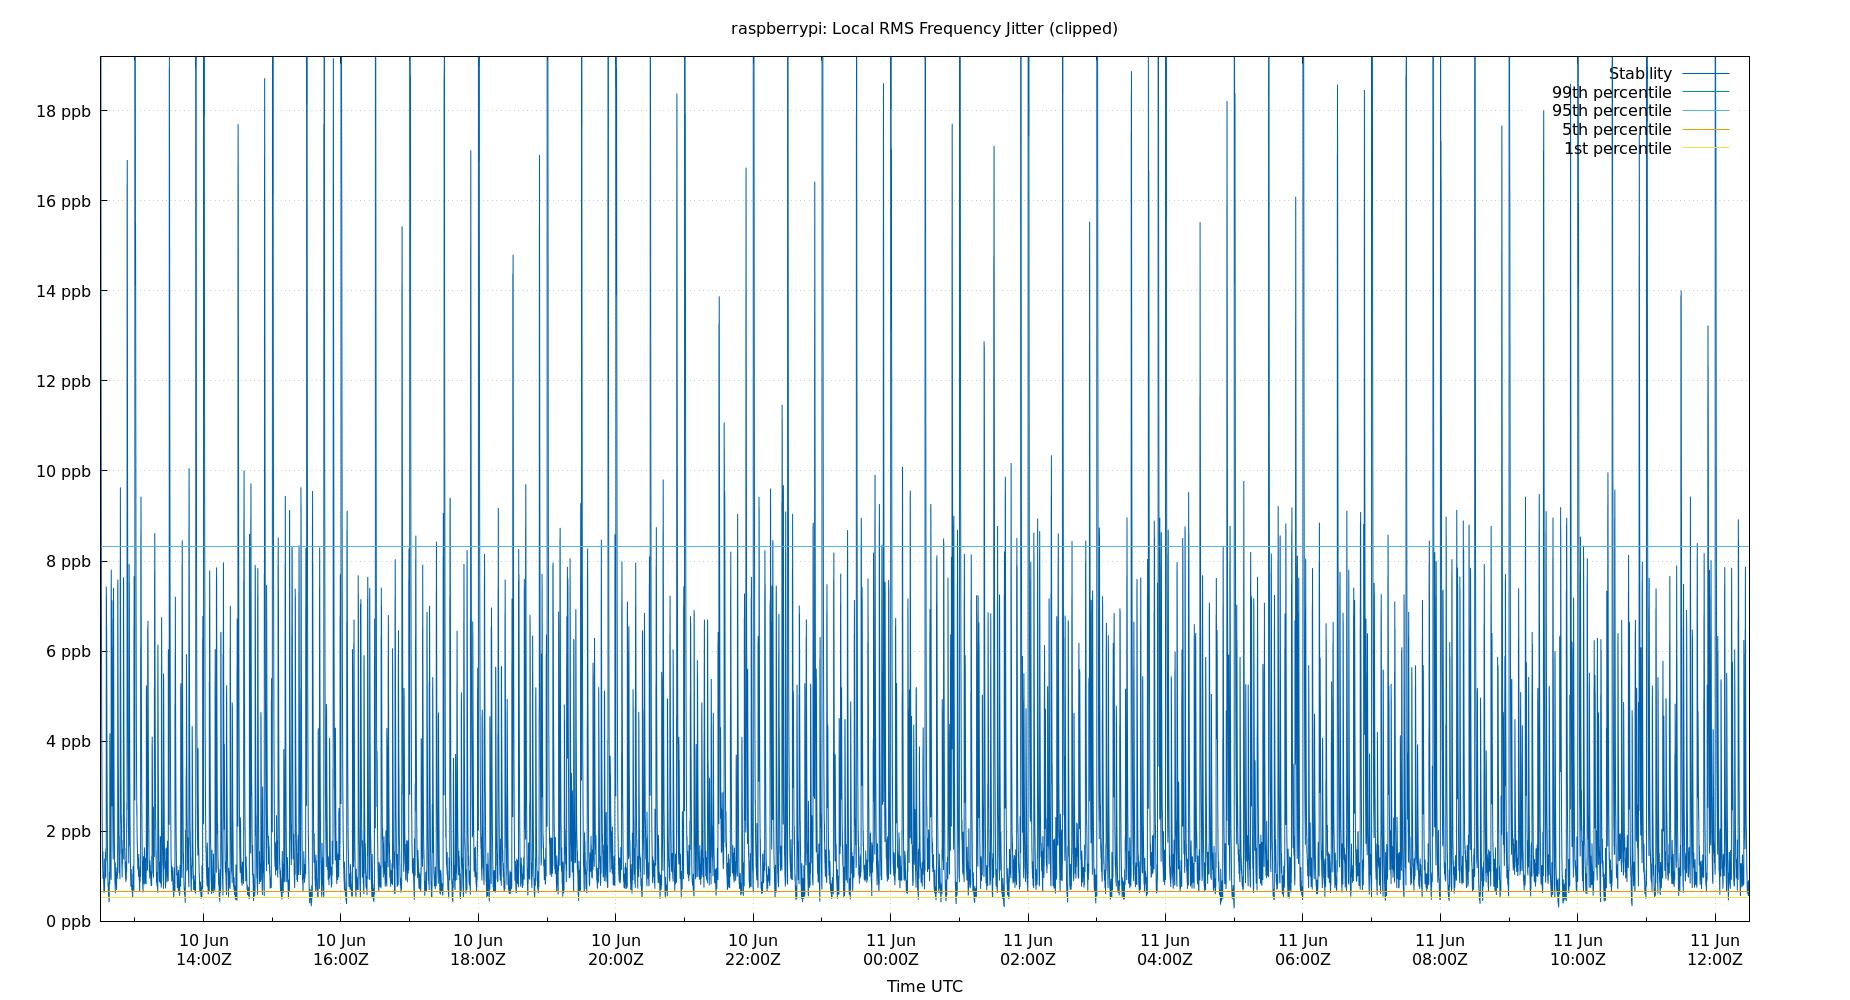 raspberrypi: Local RMS Frequency Jitter (clipped)
Stability
99th percentile
95th percentile
5th percentile
1st percentile
18 ppb
16 ppb
14 ppb
12 ppb
10 ppb
8 ppb
6 ppb
4 ppb
2 ppb
0 ppb
10 Jun 10 Jun 10 Jun 10 Jun 10 Jun 11 Jun 11 Jun 11 Jun 11 Jun 11 Jun 11 Jun 11 Jun
14:00Z 16:00Z 18:00Z 20:00Z 22:00Z 00:00Z 02:00Z 04:00Z 06:00Z 08:00Z 10:00Z 12:00Z
Time UTC